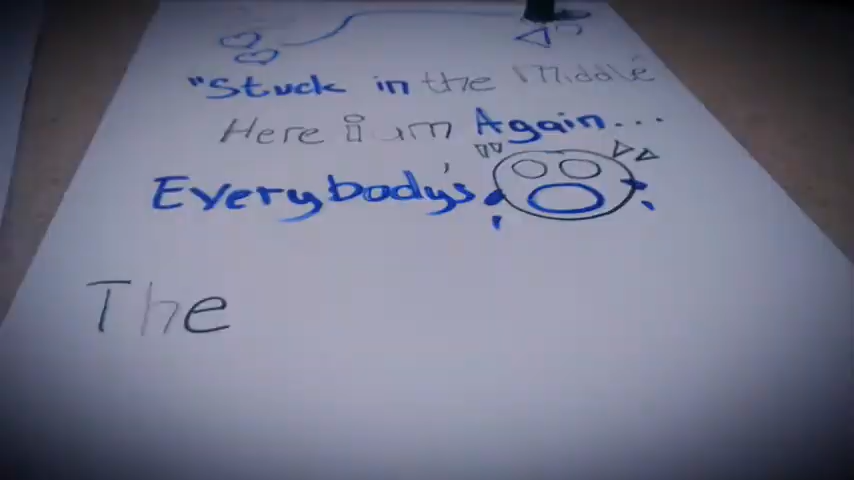 "Stuck in the Middle
Here i am Again...
Everybody's
The